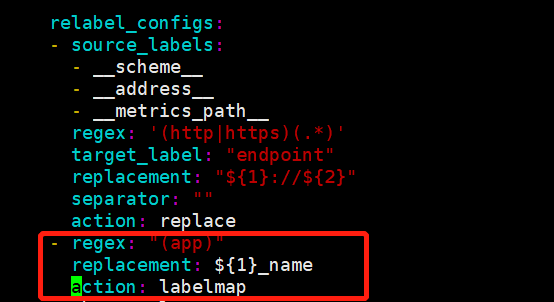 relabel_configs:
- source_labels:
- __scheme__
- __address__
- __metrics_path__
regex: '(http|https)(.*)'
target_label: "endpoint"
replacement: "${1}://${2}"
separator: ""
action: replace
- regex: "(app)"
replacement: ${1}_name
action: labelmap